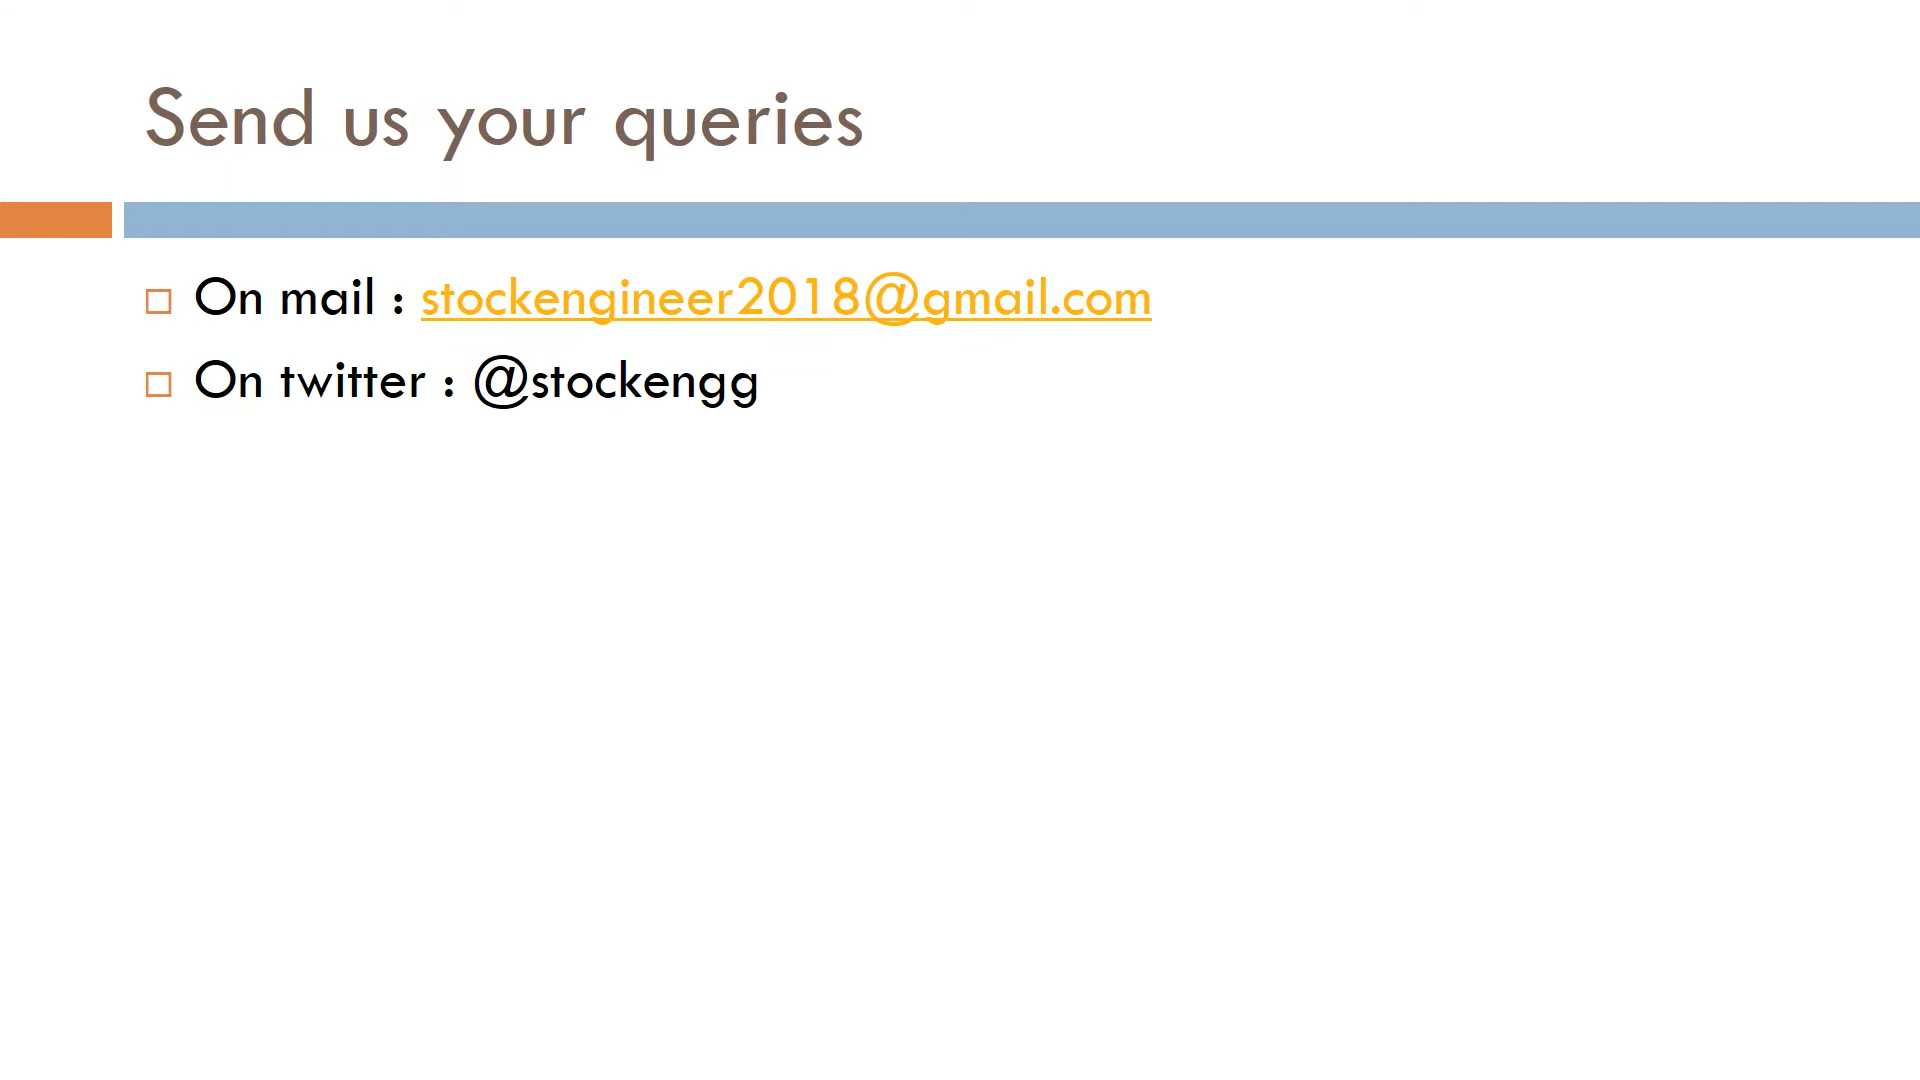 Send us your queries
On mail : stockengineer2018@gmail.com
On twitter : @stockengg